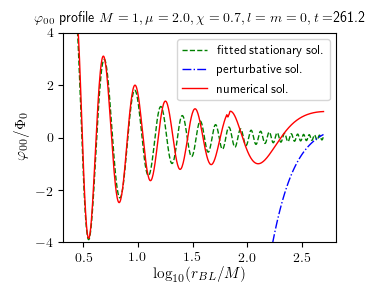 φ₀₀ profile M = 1, μ = 2.0, χ = 0.7, l = m = 0, t =261.2
fitted stationary sol.
perturbative sol.
numerical sol.
φ₀₀/Φ₀
4
2
0
−2
−4
0.5 1.0 1.5 2.0 2.5
log₁₀(r_BL/M)